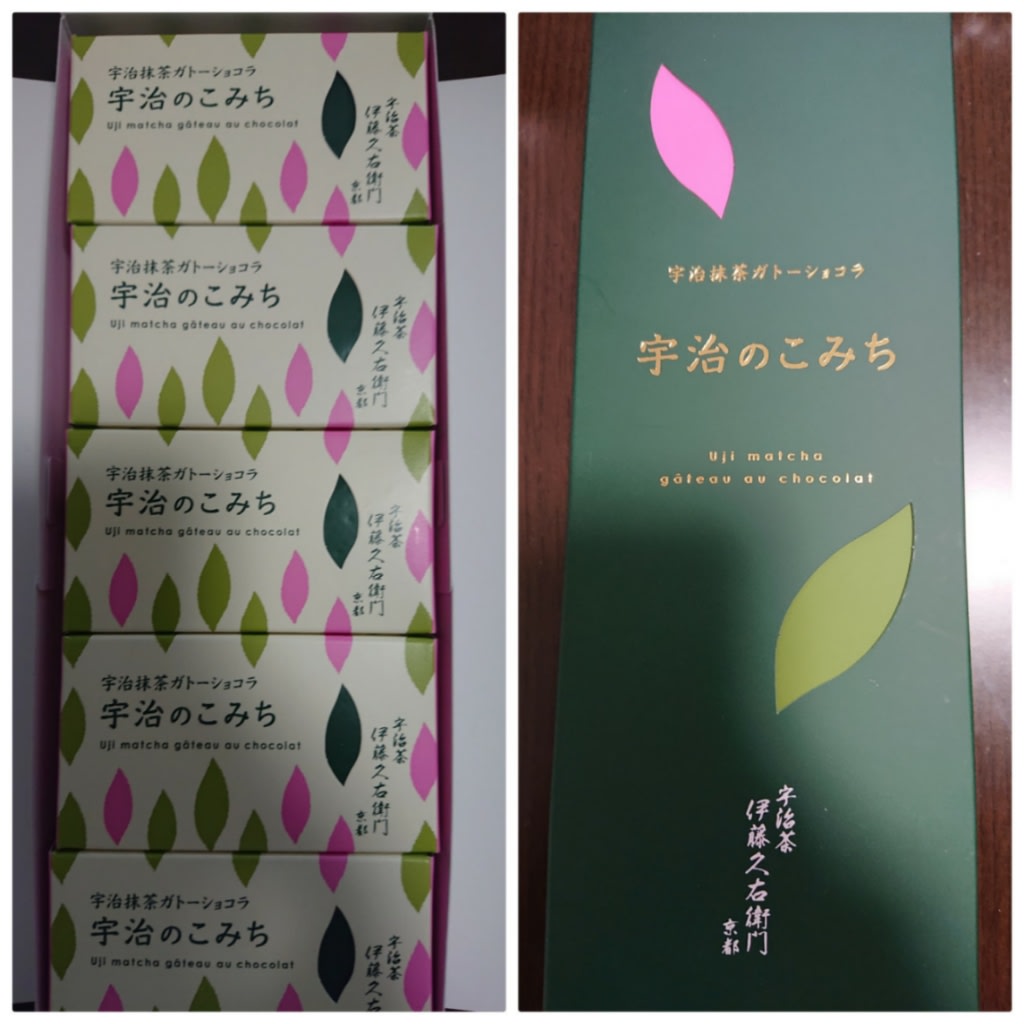 宇治抹茶ガトーショコラ
宇治のこみち
Uji matcha gâteau au chocolat
宇治茶
伊藤久右衛門
京都
宇治抹茶ガトーショコラ
宇治のこみち
Uji matcha gâteau au chocolat
宇治茶
伊藤久右衛門
京都
宇治抹茶ガトーショコラ
宇治のこみち
Uji matcha gâteau au chocolat
宇治茶
伊藤久右衛門
京都
宇治抹茶ガトーショコラ
宇治のこみち
Uji matcha gâteau au chocolat
宇治茶
伊藤久右衛門
京都
宇治抹茶ガトーショコラ
宇治のこみち
Uji matcha gâteau au chocolat
宇治茶
伊藤久右
宇治抹茶ガトーショコラ
宇治のこみち
Uji matcha
gâteau au chocolat
宇治茶
伊藤久右衛門
京都